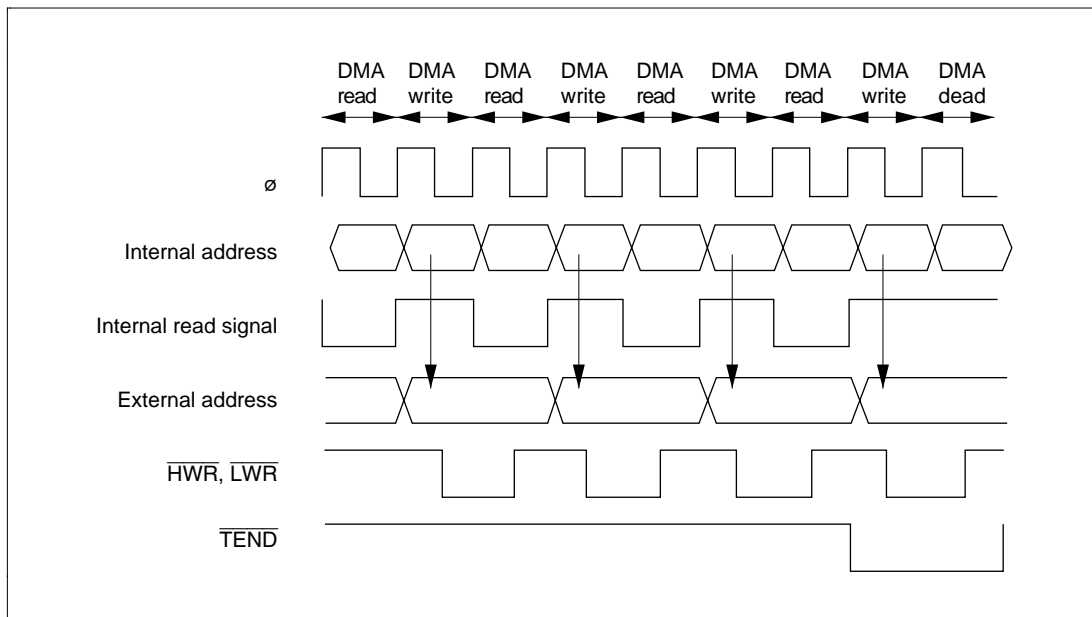 DMA DMA DMA DMA DMA DMA DMA DMA DMA
read write read write read write read write dead
ø
Internal address
Internal read signal
External address
HWR, LWR
TEND